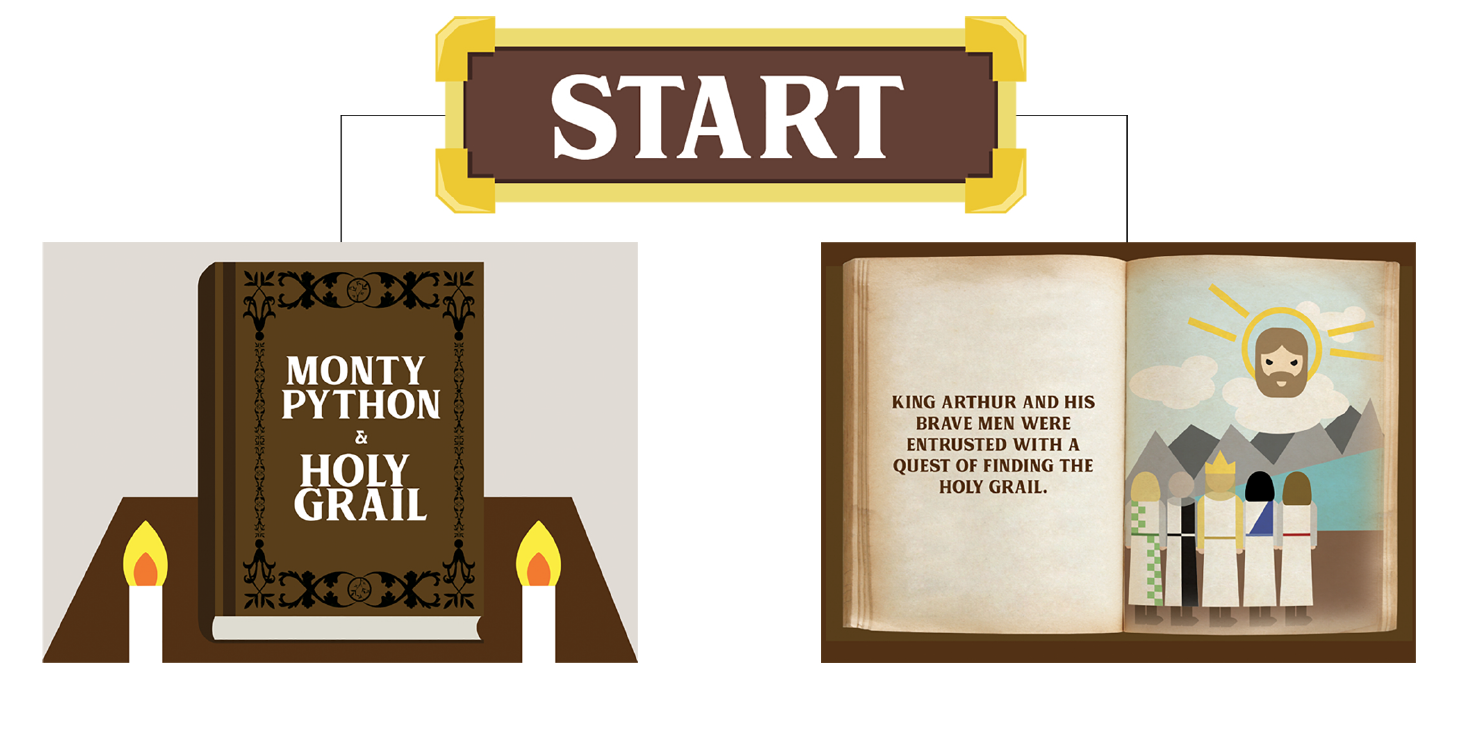 START
MONTY
PYTHON
&
HOLY
GRAIL
KING ARTHUR AND HIS
BRAVE MEN WERE
ENTRUSTED WITH A
QUEST OF FINDING THE
HOLY GRAIL.